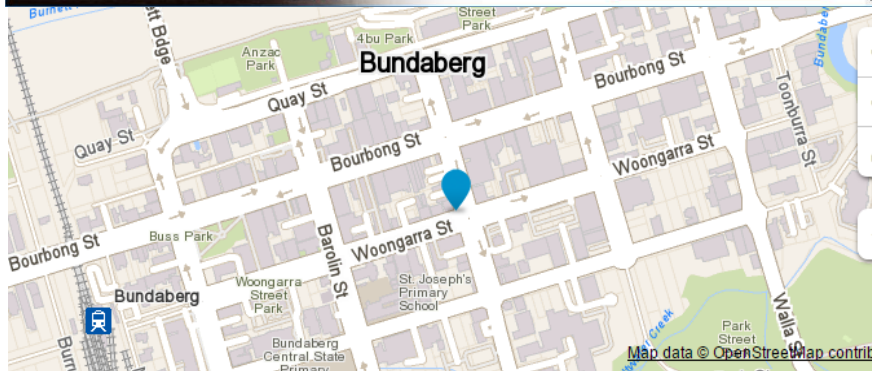 Street
Park
4bu Park
Anzac
Park
Bundaberg
Bourbong St
Quay St
Toonburra St
Quay St
Bourbong St
Woongarra St
Buss Park
Barolin St
Woongarra St
Bourbong St
Woongarra
Street
Park
St. Joseph's
Primary
School
Bundaberg
Walla St
Park
Street
Bundaberg
Central State
Primary
Creek
Map data © OpenStreetMap contrib